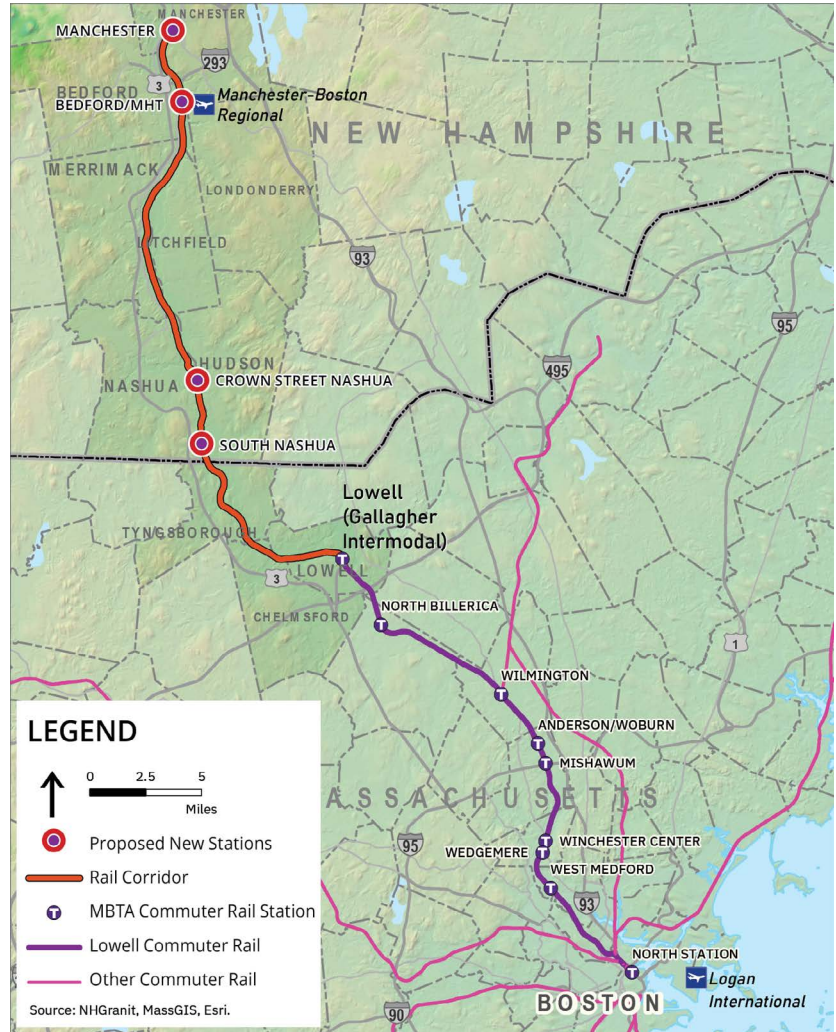 MANCHESTER
MANCHESTER
293
3
BEDFORD
BEDFORD/MHT
Manchester-Boston
Regional
NEW HAMPSHIRE
MERRIMACK
LONDONDERRY
LITCHFIELD
93
95
495
HUDSON
NASHUA
CROWN STREET NASHUA
SOUTH NASHUA
Lowell
(Gallagher
Intermodal)
TYNGSBOROUGH
3
LOWELL
T
CHELMSFORD
NORTH BILLERICA
T
1
WILMINGTON
T
ANDERSON/WOBURN
T
MISHAWUM
T
ASSACHUSETTS
95
WINCHESTER CENTER
T
WEDGEMERE
T
WEST MEDFORD
T
93
NORTH STATION
T
BOSTON
Logan
International
90
LEGEND
0 2.5 5
Miles
Proposed New Stations
Rail Corridor
T MBTA Commuter Rail Station
Lowell Commuter Rail
Other Commuter Rail
Source: NHGranit, MassGIS, Esri.